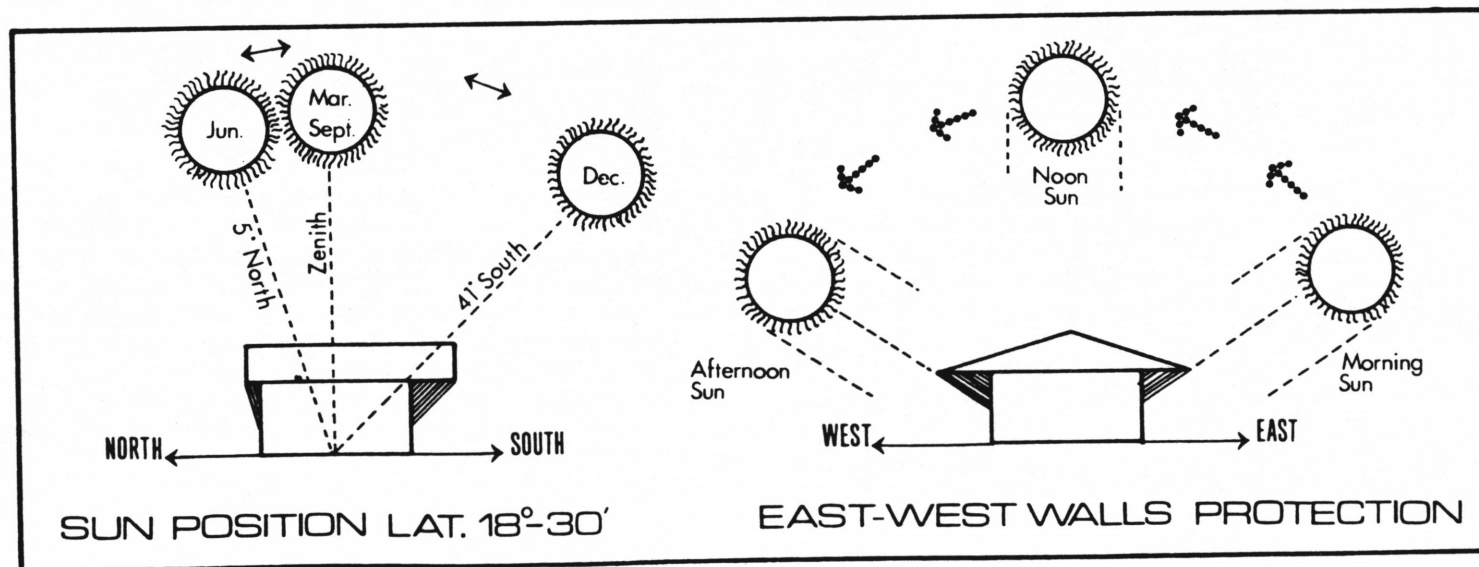 Jun.
Mar.
Sept.
Dec.
5° North
Zenith
41° South
NORTH
SOUTH
SUN POSITION LAT. 18°-30'
Noon
Sun
Afternoon
Sun
Morning
Sun
WEST
EAST
EAST-WEST WALLS PROTECTION